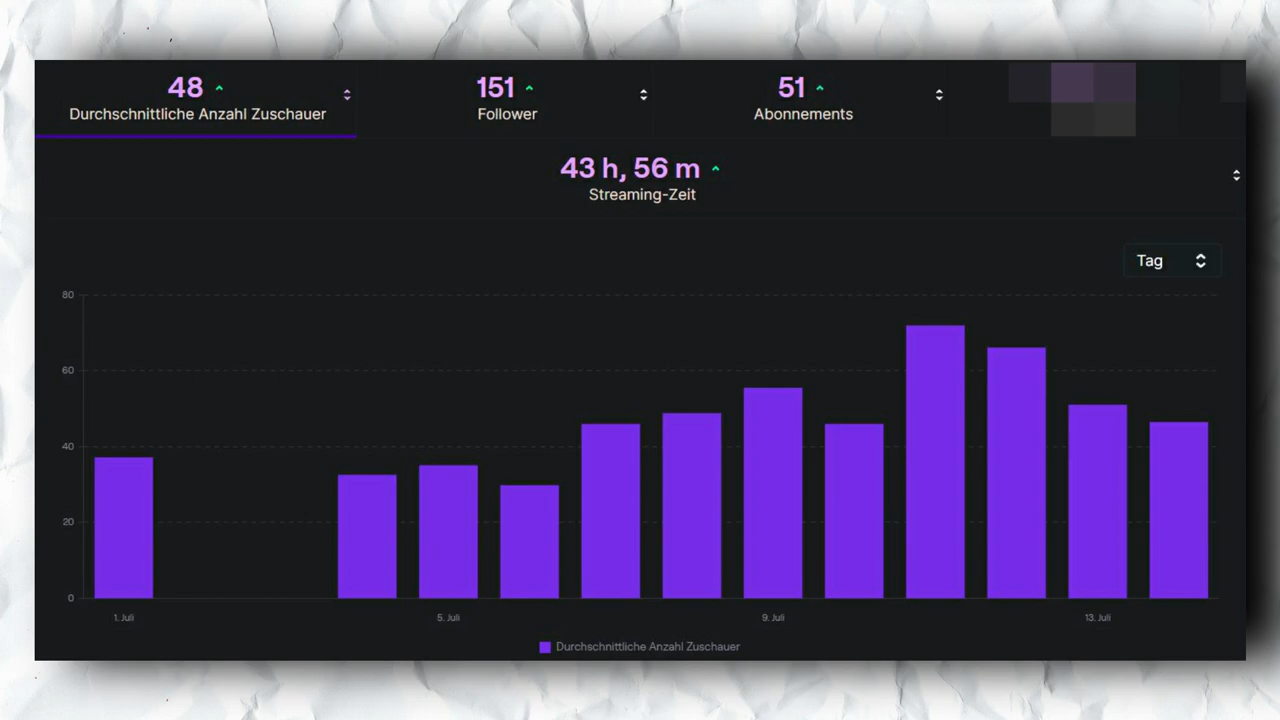 48
Durchschnittliche Anzahl Zuschauer
151
Follower
51
Abonnements
43 h, 56 m
Streaming-Zeit
Tag
80
60
40
20
0
1. Juli
5. Juli
9. Juli
13. Juli
Durchschnittliche Anzahl Zuschauer